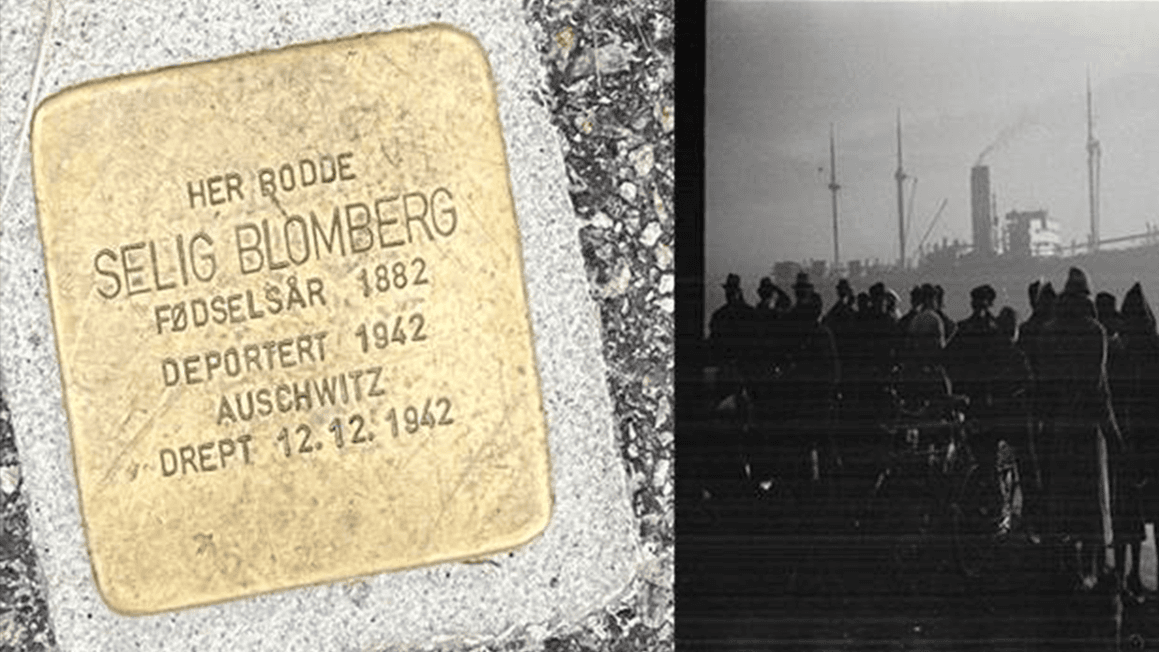 HER BODDE
SELIG BLOMBERG
FØDSELSÅR 1882
DEPORTERT 1942
AUSCHWITZ
DREPT 12.12.1942